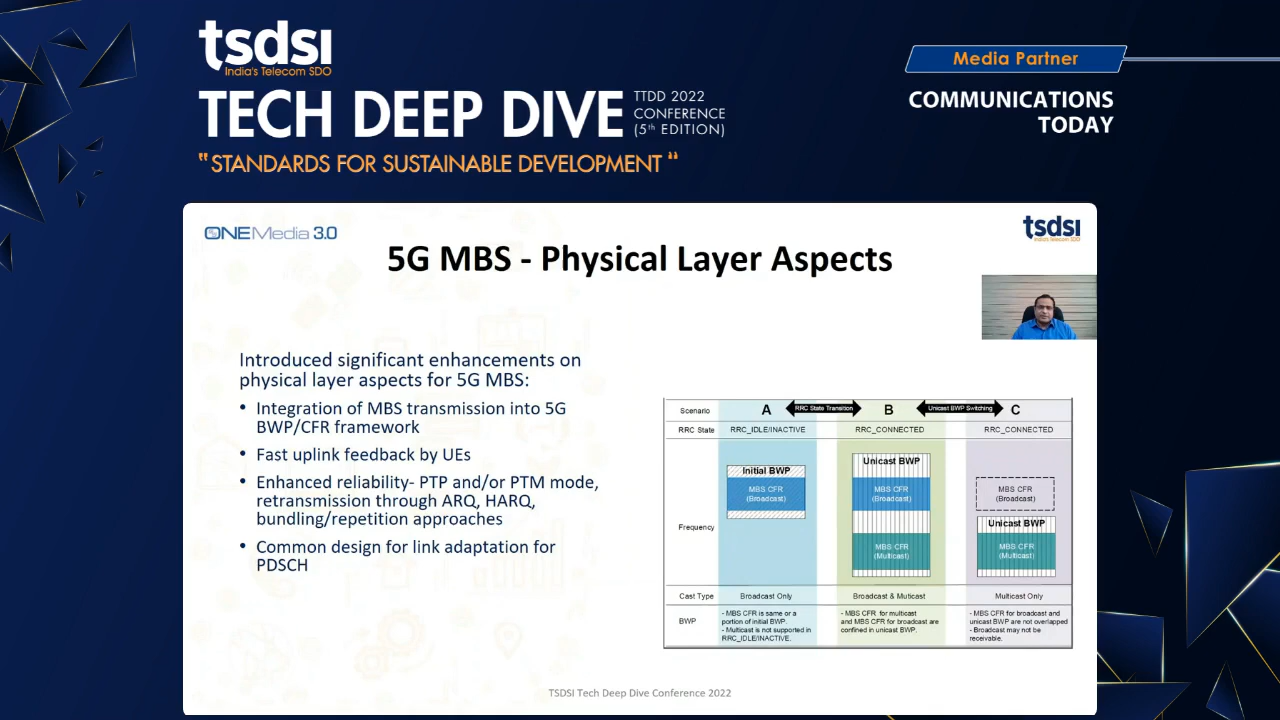 tsdsi
India's Telecom SDO
TECH DEEP DIVE
TTDD 2022
CONFERENCE
(5th EDITION)
"STANDARDS FOR SUSTAINABLE DEVELOPMENT"
Media Partner
COMMUNICATIONS
TODAY
ONEMedia 3.0
tsdsi
India's Telecom SDO
5G MBS - Physical Layer Aspects
Introduced significant enhancements on
physical layer aspects for 5G MBS:
• Integration of MBS transmission into 5G
BWP/CFR framework
• Fast uplink feedback by UEs
• Enhanced reliability- PTP and/or PTM mode,
retransmission through ARQ, HARQ,
bundling/repetition approaches
• Common design for link adaptation for
PDSCH
Scenario A RRC State Transition B Unicast BWP Switching C
RRC State RRC_IDLE/INACTIVE RRC_CONNECTED RRC_CONNECTED
Frequency
Initial BWP
MBS CFR
(Broadcast)
Unicast BWP
MBS CFR
(Broadcast)
MBS CFR
(Multicast)
MBS CFR
(Broadcast)
Unicast BWP
MBS CFR
(Multicast)
Cast Type Broadcast Only Broadcast & Muticast Multicast Only
BWP
- MBS CFR is same or a
portion of initial BWP.
- Multicast is not supported in
RRC_IDLE/INACTIVE.
- MBS CFR for multicast
and MBS CFR for broadcast are
confined in unicast BWP.
- MBS CFR for broadcast and
unicast BWP are not overlapped
- Broadcast may not be
receivable.
TSDSI Tech Deep Dive Conference 2022